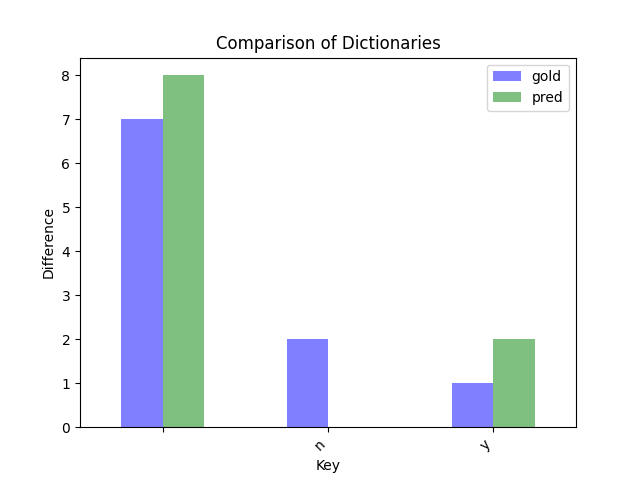 Comparison of Dictionaries
gold
pred
8
7
6
5
4
3
2
1
0
Difference
n
y
Key